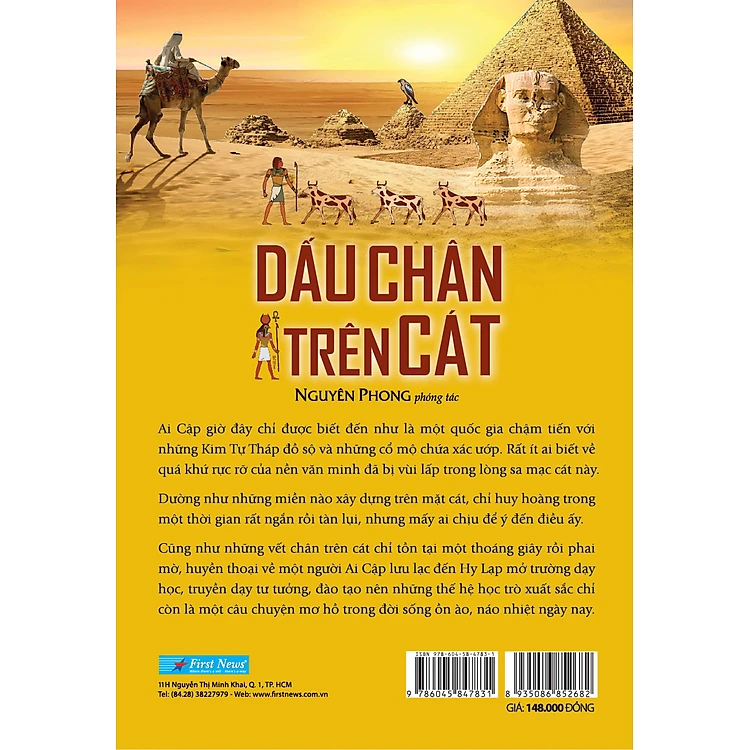 DẤU CHÂN
TRÊN CÁT
NGUYÊN PHONG phóng tác
Ai Cập giờ đây chỉ được biết đến như là một quốc gia chậm tiến với
những Kim Tự Tháp đồ sộ và những cổ mộ chứa xác ướp. Rất ít ai biết về
quá khứ rực rỡ của nền văn minh đã bị vùi lấp trong lòng sa mạc cát này.
Dường như những miền nào xây dựng trên mặt cát, chỉ huy hoàng trong
một thời gian rất ngắn rồi tàn lụi, nhưng mấy ai chịu để ý đến điều ấy.
Cũng như những vết chân trên cát chỉ tồn tại một thoáng giây rồi phai
mờ, huyền thoại về một người Ai Cập lưu lạc đến Hy Lạp mở trường dạy
học, truyền dạy tư tưởng, đào tạo nên những thế hệ học trò xuất sắc chỉ
còn là một câu chuyện mơ hồ trong đời sống ồn ào, náo nhiệt ngày nay.
First News
11H Nguyễn Thị Minh Khai, Q. 1, TP. HCM
Tel: (84.28) 38227979 - Web: www.firstnews.com.vn
ISBN 978-604-58-4783-1
9 786045 847831
8 935086 852682
GIÁ: 148.000 ĐỒNG